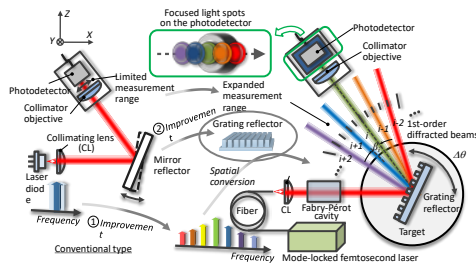 Z
Y
X
Focused light spots
on the photodetector
Photodetector
Collimator
objective
Photodetector
Limited
measurement
range
Collimator
objective
Expanded
measurement
range
Collimating lens
(CL)
②Improvemen
t
Grating reflector
Mirror
reflector
Laser
diod
e
Spatial
conversion
i-2
i-1
i
i+1
i+2
β
1st-order
diffracted beams
Δθ
Grating
reflector
Target
Fiber
CL
Fabry-Pérot
cavity
Frequency
①Improvemen
t
Conventional type
Frequency
Mode-locked femtosecond laser